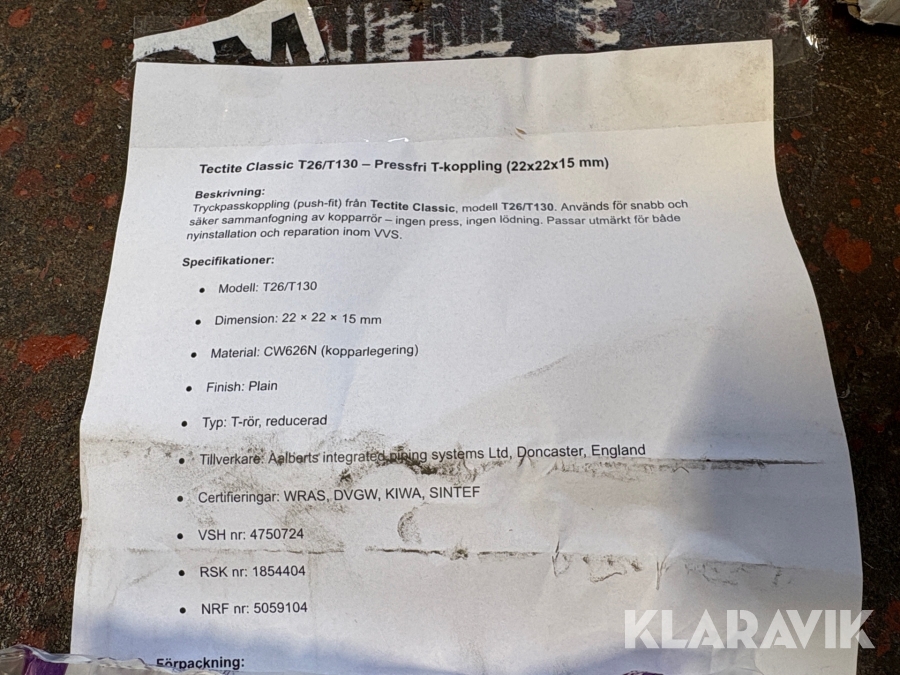 M
Tectite Classic T26/T130 – Pressfri T-koppling (22x22x15 mm)
Beskrivning:
Tryckpasskoppling (push-fit) från Tectite Classic, modell T26/T130. Används för snabb och
säker sammanfogning av kopparrör – ingen press, ingen lödning. Passar utmärkt för både
nyinstallation och reparation inom VVS.
Specifikationer:
• Modell: T26/T130
• Dimension: 22 × 22 × 15 mm
• Material: CW626N (kopparlegering)
• Finish: Plain
• Typ: T-rör, reducerad
• Tillverkare: Aalberts integrated piping systems Ltd, Doncaster, England
• Certifieringar: WRAS, DVGW, KIWA, SINTEF
• VSH nr: 4750724
• RSK nr: 1854404
• NRF nr: 5059104
Förpackning:
KLARAVIK